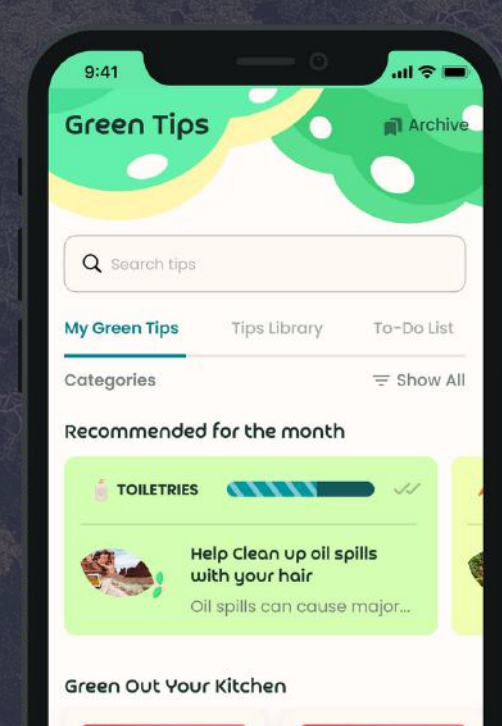 9:41
Green Tips
Archive
Search tips
My Green Tips
Tips Library
To-Do List
Categories
Show All
Recommended for the month
TOILETRIES
Help Clean up oil spills
with your hair
Oil spills can cause major...
Green Out Your Kitchen